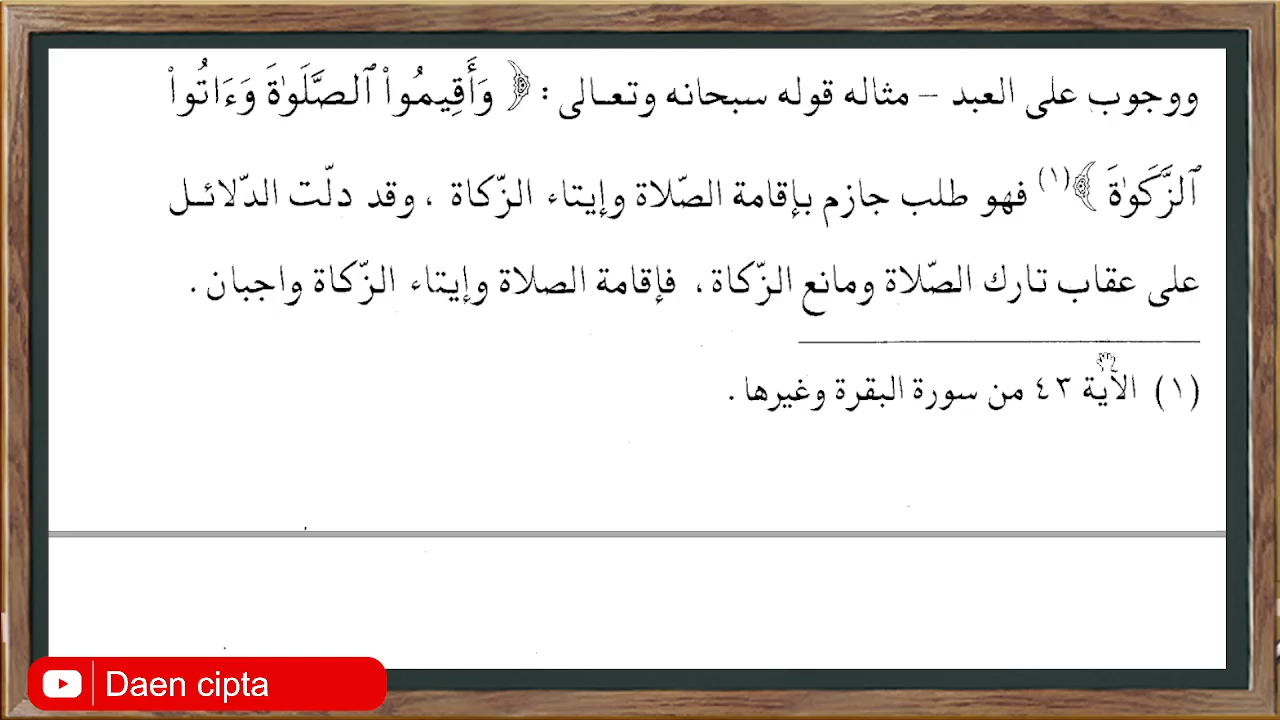 ووجوب على العبد – مثاله قوله سبحانه وتعـالى : ﴿ وَأَقِيمُواْ ٱلصَّلَوٰةَ وَءَاتُواْ
ٱلزَّكَوٰةَ ﴾(١) فهو طلب جازم بإقامة الصّلاة وإيتاء الزّكاة ، وقد دلّت الدّلائل
على عقاب تارك الصّلاة ومانع الزّكاة ، فإقامة الصلاة وإيتاء الزّكاة واجبان .
(١) الآية ٤٣ من سورة البقرة وغيرها .
Daen cipta